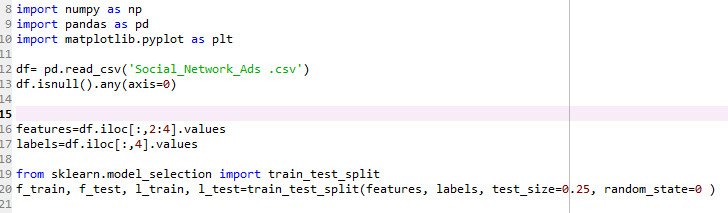 8 import numpy as np
9 import pandas as pd
10 import matplotlib.pyplot as plt
11
12 df= pd.read_csv('Social_Network_Ads .csv')
13 df.isnull().any(axis=0)
14
15
16 features=df.iloc[:,2:4].values
17 labels=df.iloc[:,4].values
18
19 from sklearn.model_selection import train_test_split
20 f_train, f_test, l_train, l_test=train_test_split(features, labels, test_size=0.25, random_state=0 )
21